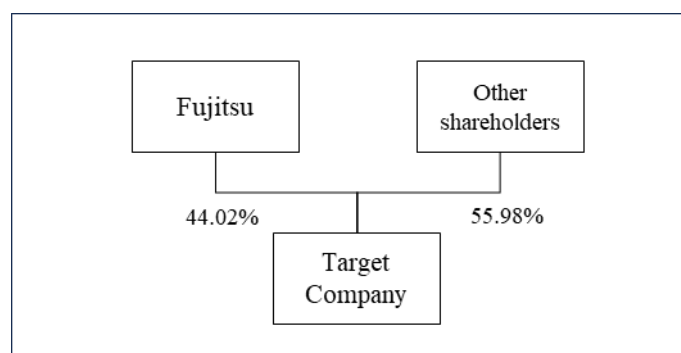 Fujitsu
Other
shareholders
44.02%
55.98%
Target
Company